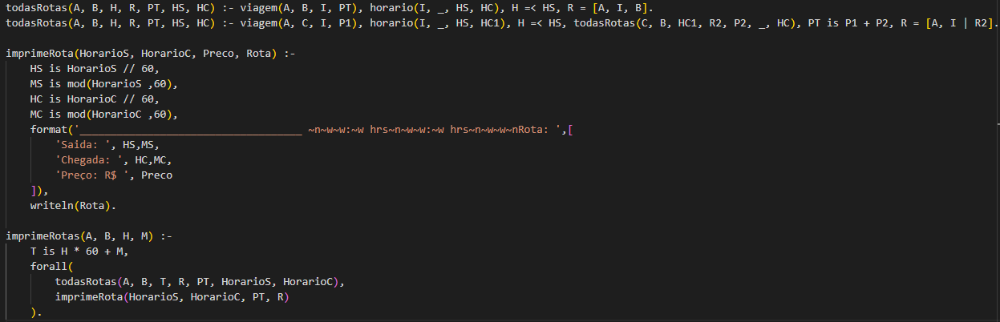 todasRotas(A, B, H, R, PT, HS, HC) :- viagem(A, B, I, PT), horario(I, _, HS, HC), H =< HS, R = [A, I, B].
todasRotas(A, B, H, R, PT, HS, HC) :- viagem(A, C, I, P1), horario(I, _, HS, HC1), H =< HS, todasRotas(C, B, HC1, R2, P2, _, HC), PT is P1 + P2, R = [A, I | R2].
imprimeRota(HorarioS, HorarioC, Preco, Rota) :-
    HS is HorarioS // 60,
    MS is mod(HorarioS ,60),
    HC is HorarioC // 60,
    MC is mod(HorarioC ,60),
    format('___________________________________ ~n~w~w:~w hrs~n~w~w:~w hrs~n~w~w~nRota: ',[
        'Saida: ', HS,MS,
        'Chegada: ', HC,MC,
        'Preço: R$ ', Preco
    ]),
    writeln(Rota).
imprimeRotas(A, B, H, M) :-
    T is H * 60 + M,
    forall(
        todasRotas(A, B, T, R, PT, HorarioS, HorarioC),
        imprimeRota(HorarioS, HorarioC, PT, R)
    ).